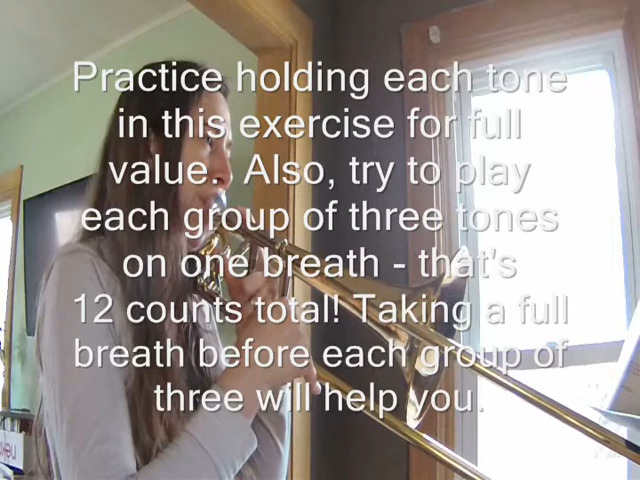 Practice holding each tone
in this exercise for full
value.  Also, try to play
each group of three tones
on one breath - that's
12 counts total! Taking a full
breath before each group of
three will help you.